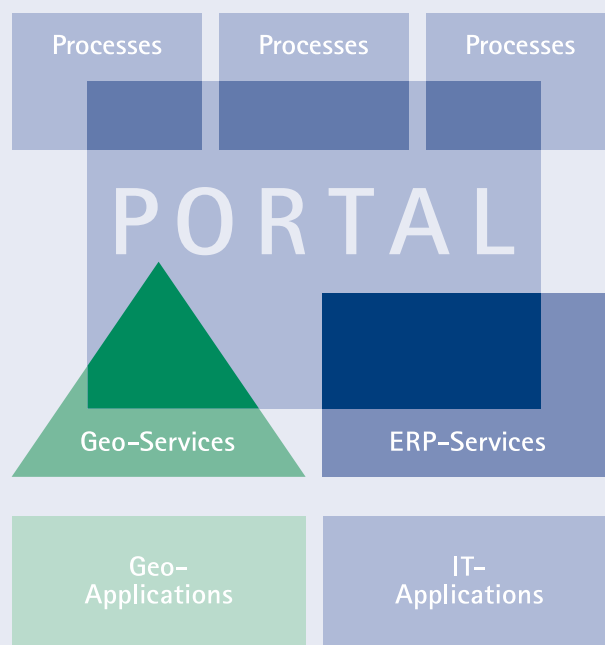 Processes Processes Processes
PORTAL
Geo-Services ERP-Services
Geo-
Applications
IT-
Applications